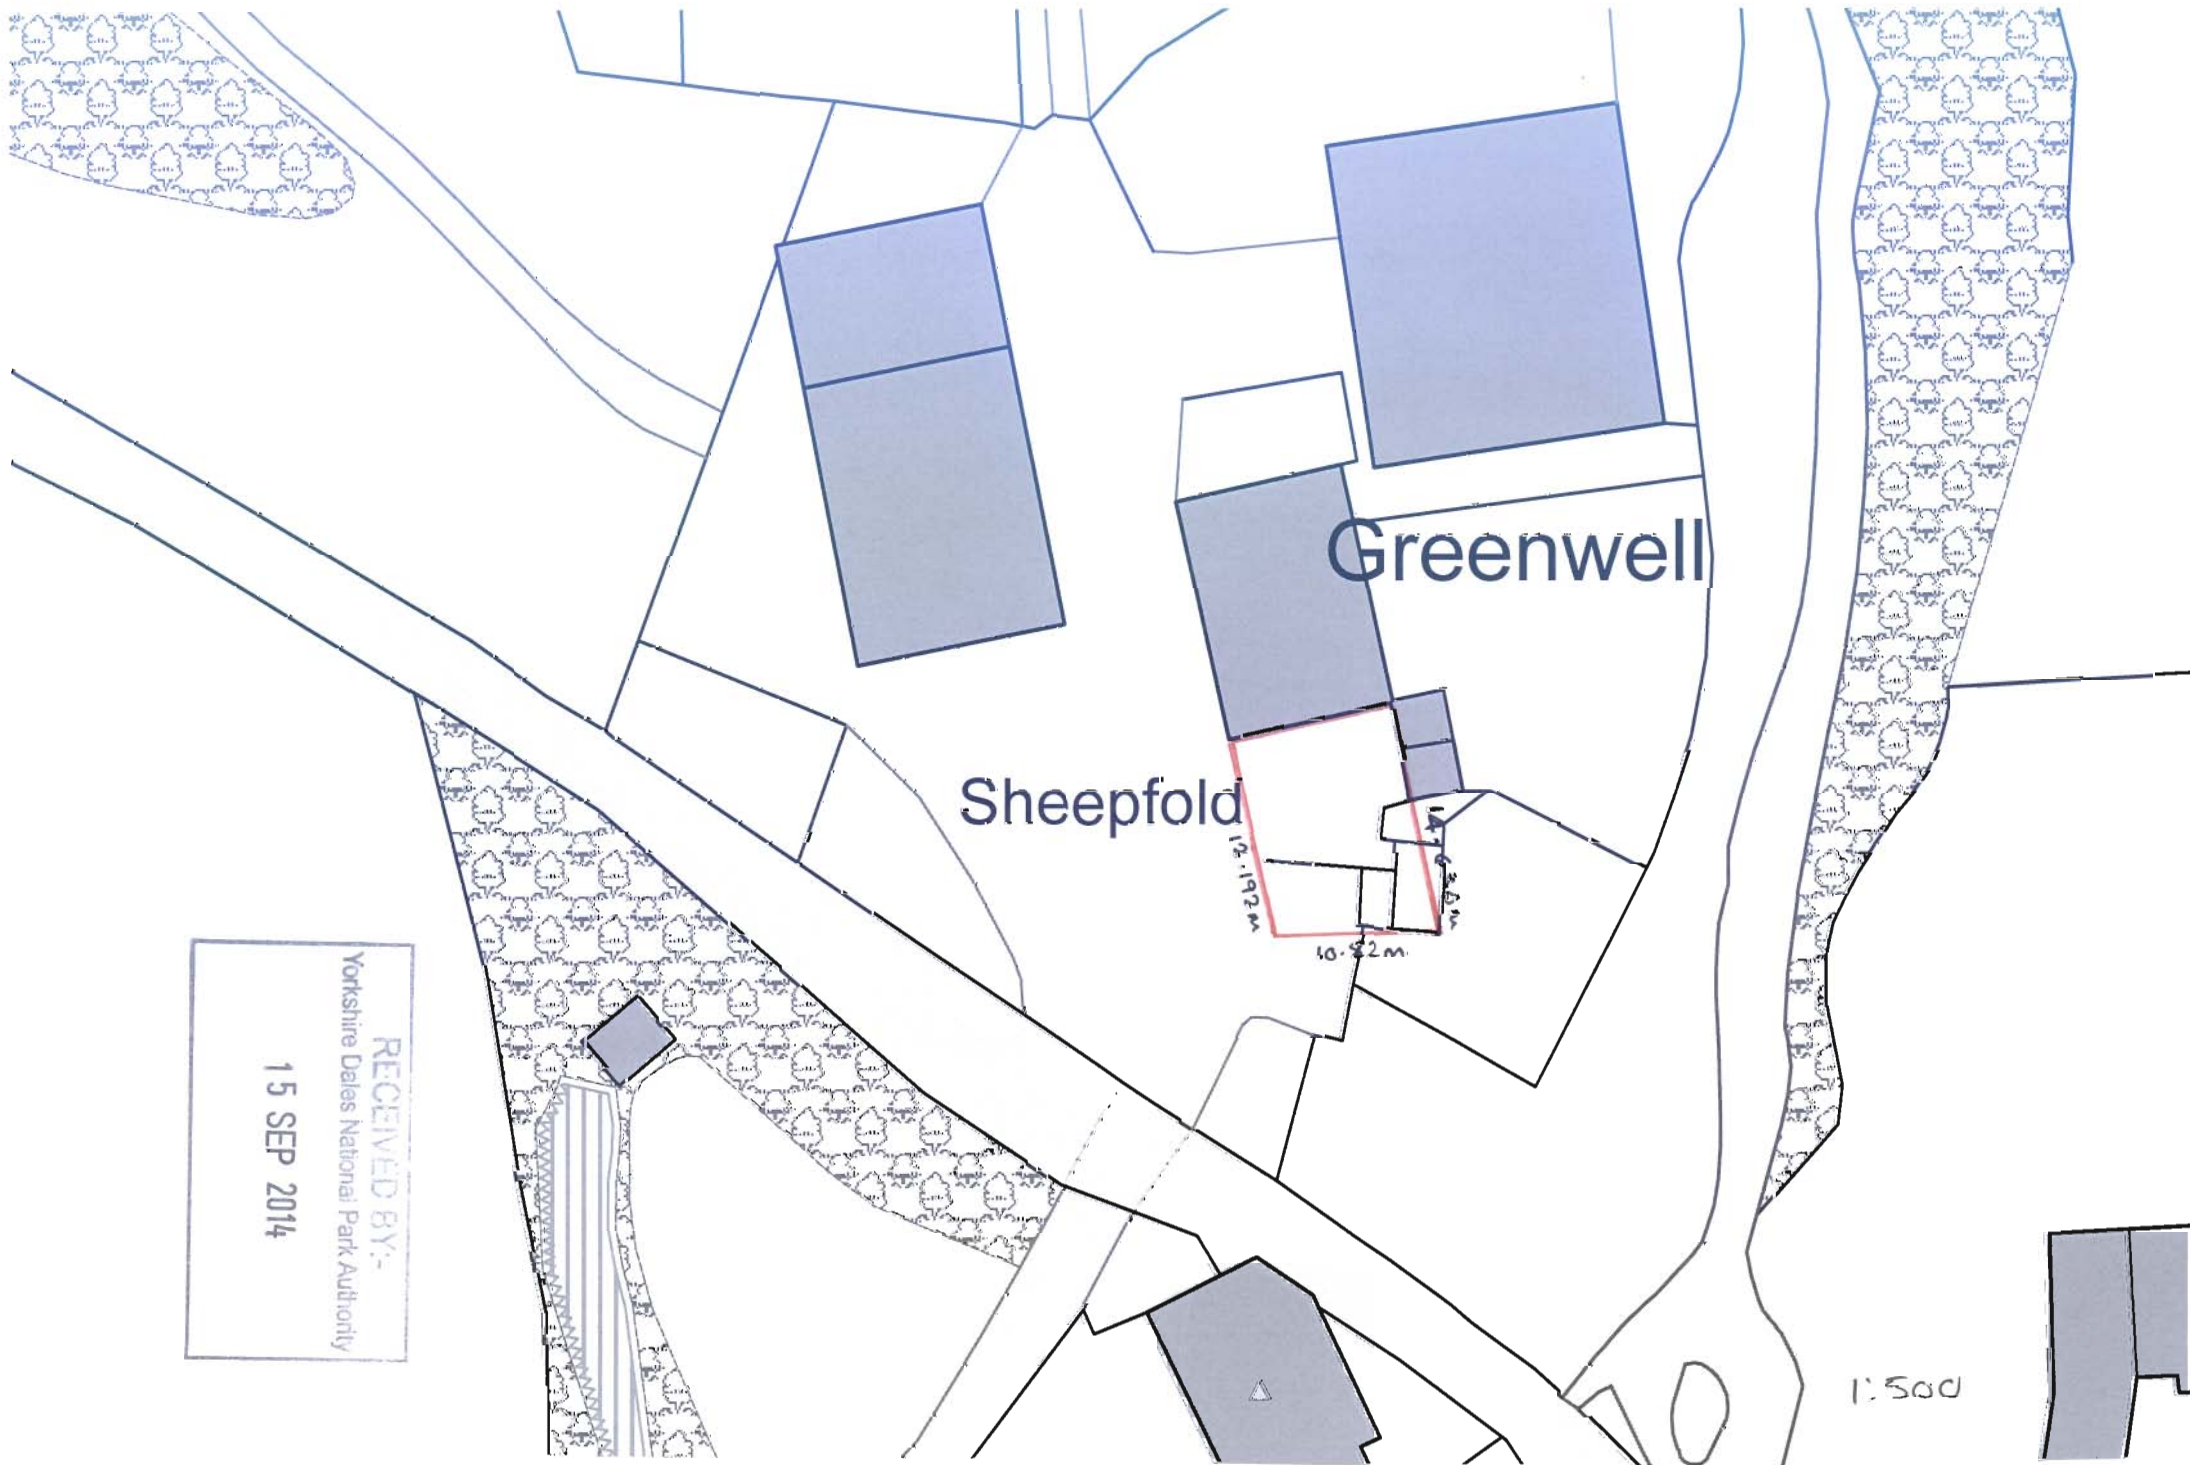 Greenwell
Sheepfold
12.192m
10.82m
RECEIVED BY:-
Yorkshire Dales National Park Authority
15 SEP 2014
1:500